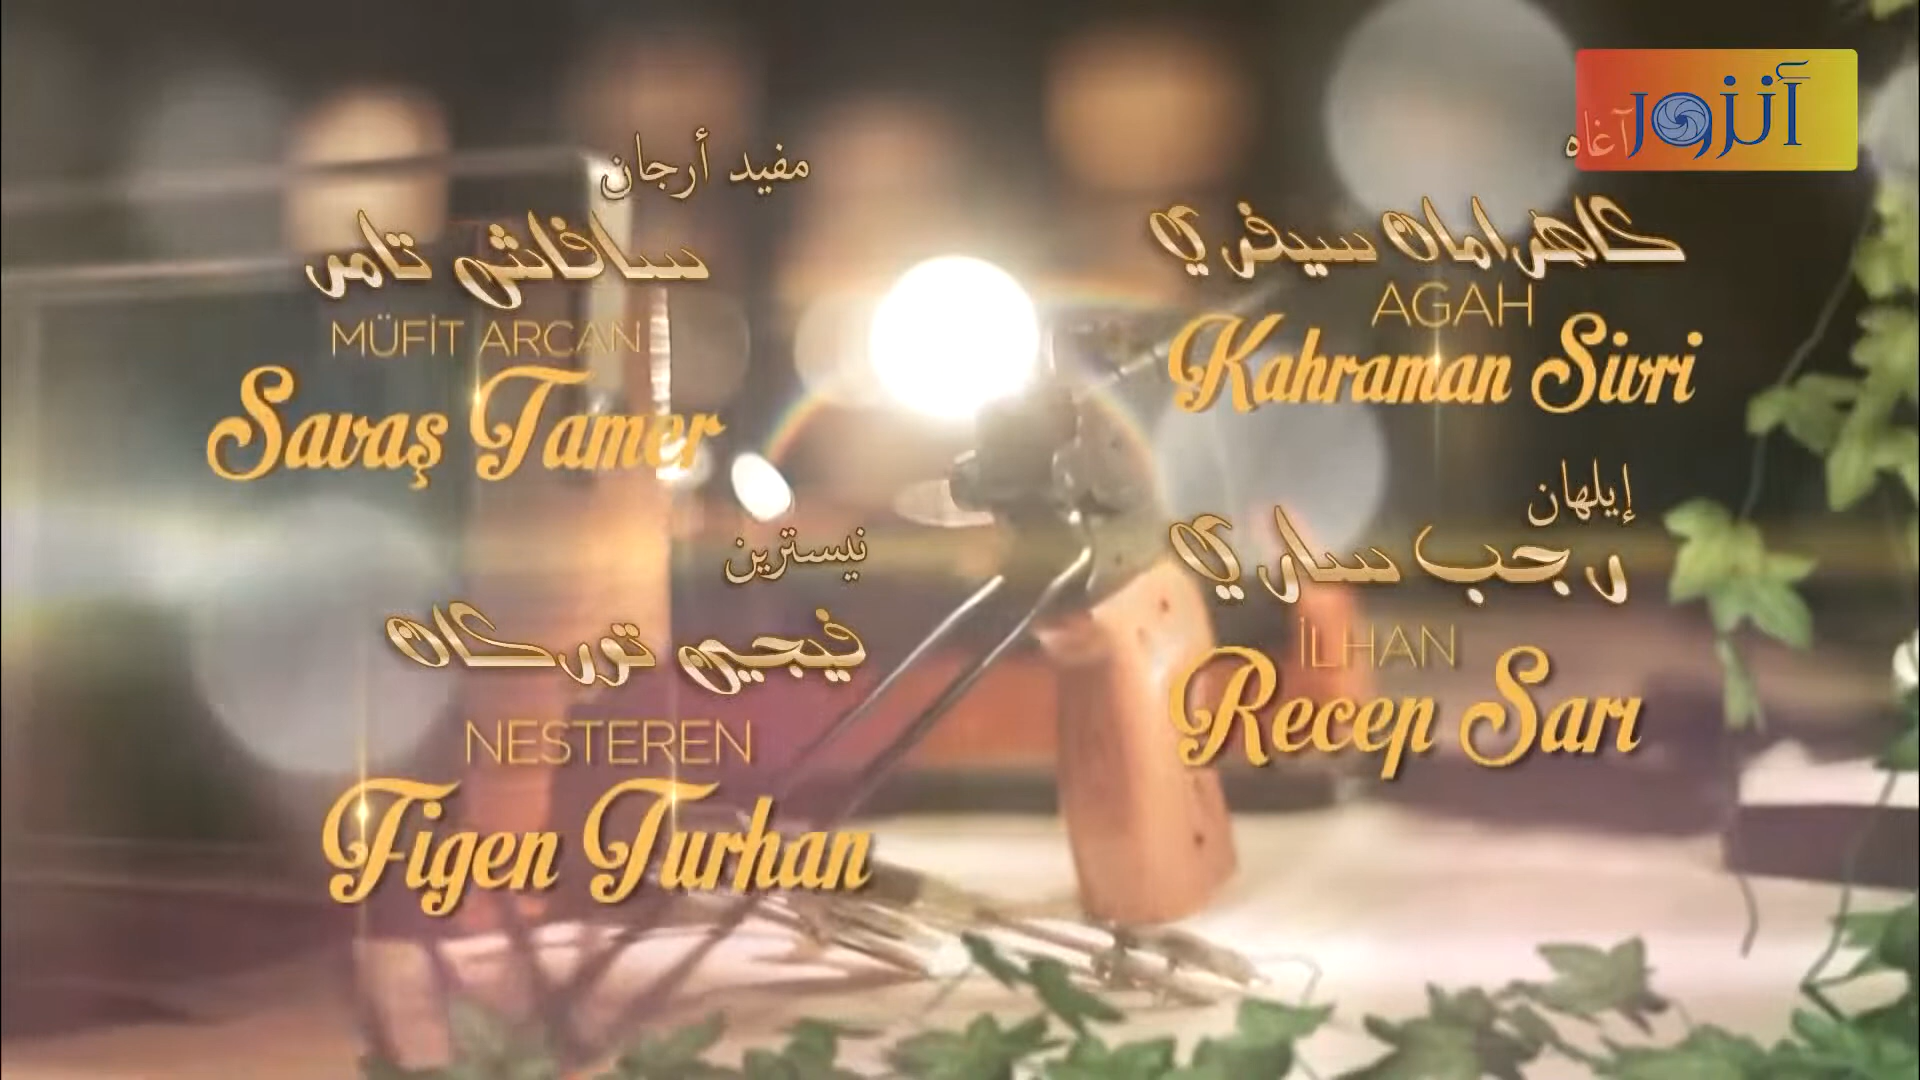 أنزور
مفيد أرجان
سافاش تامر
MÜFİT ARCAN
Savaş Tamer
نيسترين
فيجين توركان
NESTEREN
Figen Turhan
آغاه
كاهرامان سيفري
AGAH
Kahraman Sivri
إيلهان
رجب ساري
İLHAN
Recep Sarı